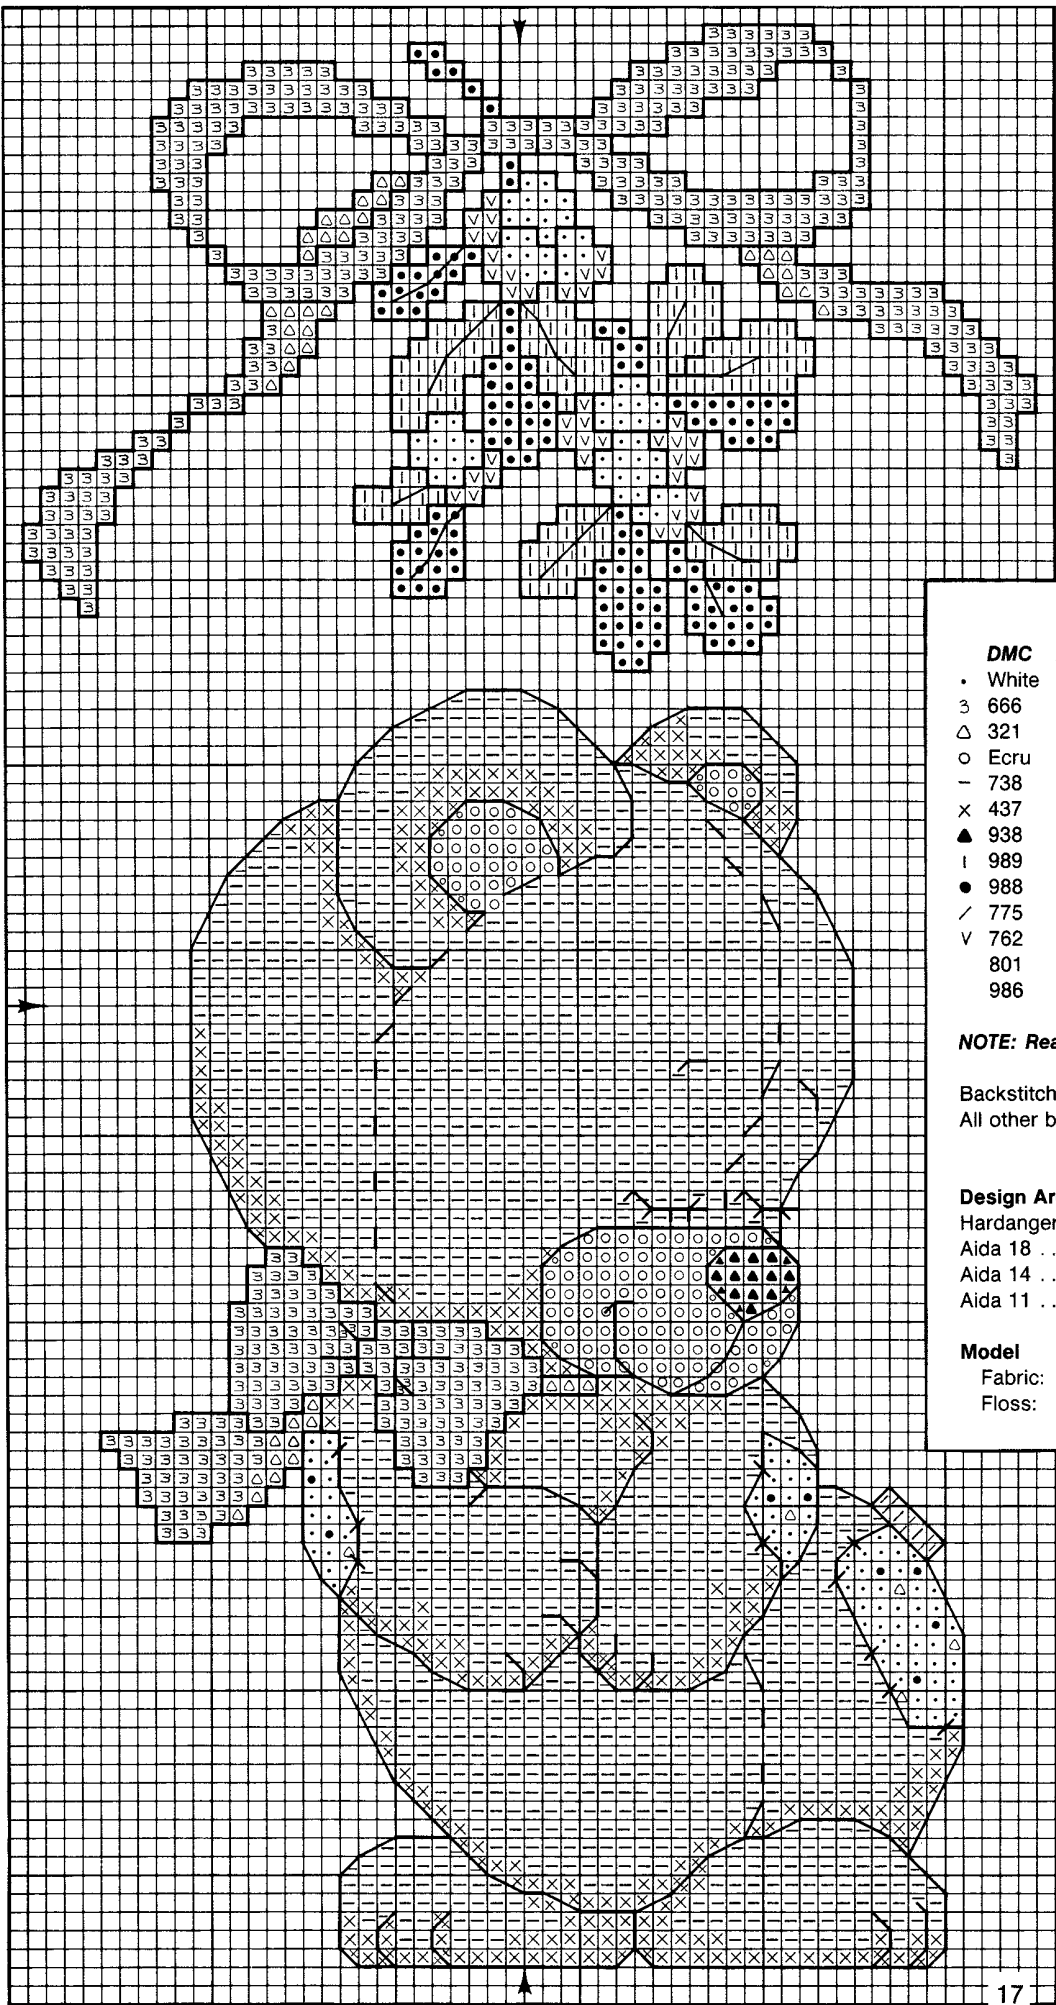 DMC
· White
3 666
△ 321
○ Ecru
– 738
× 437
▲ 938
ı 989
● 988
/ 775
V 762
801
986
NOTE: Rea
Backstitch
All other b
Design Ar
Hardanger
Aida 18 ..
Aida 14 ..
Aida 11 ..
Model
Fabric:
Floss:
17